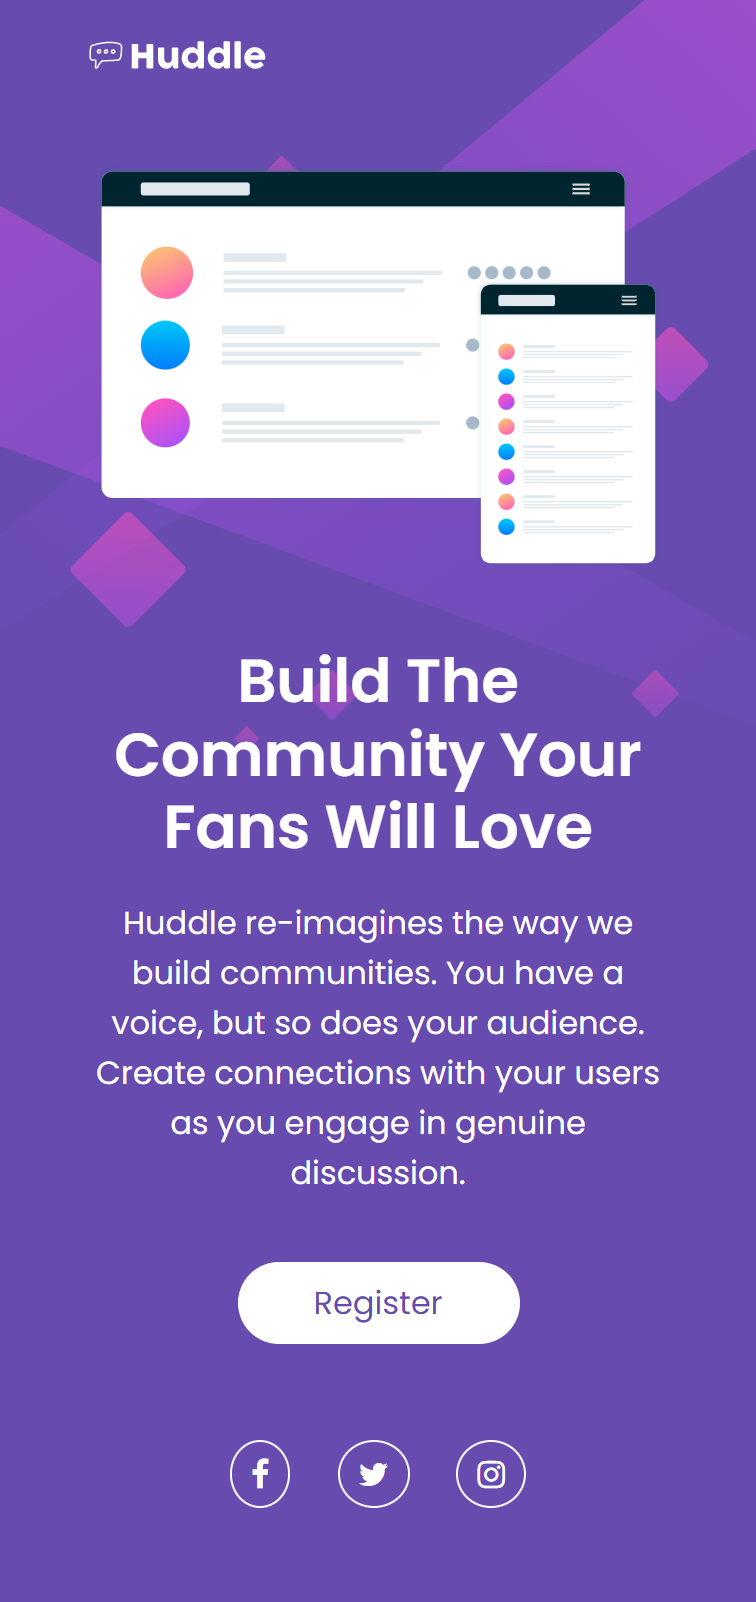 Huddle
Build The
Community Your
Fans Will Love
Huddle re-imagines the way we
build communities. You have a
voice, but so does your audience.
Create connections with your users
as you engage in genuine
discussion.
Register